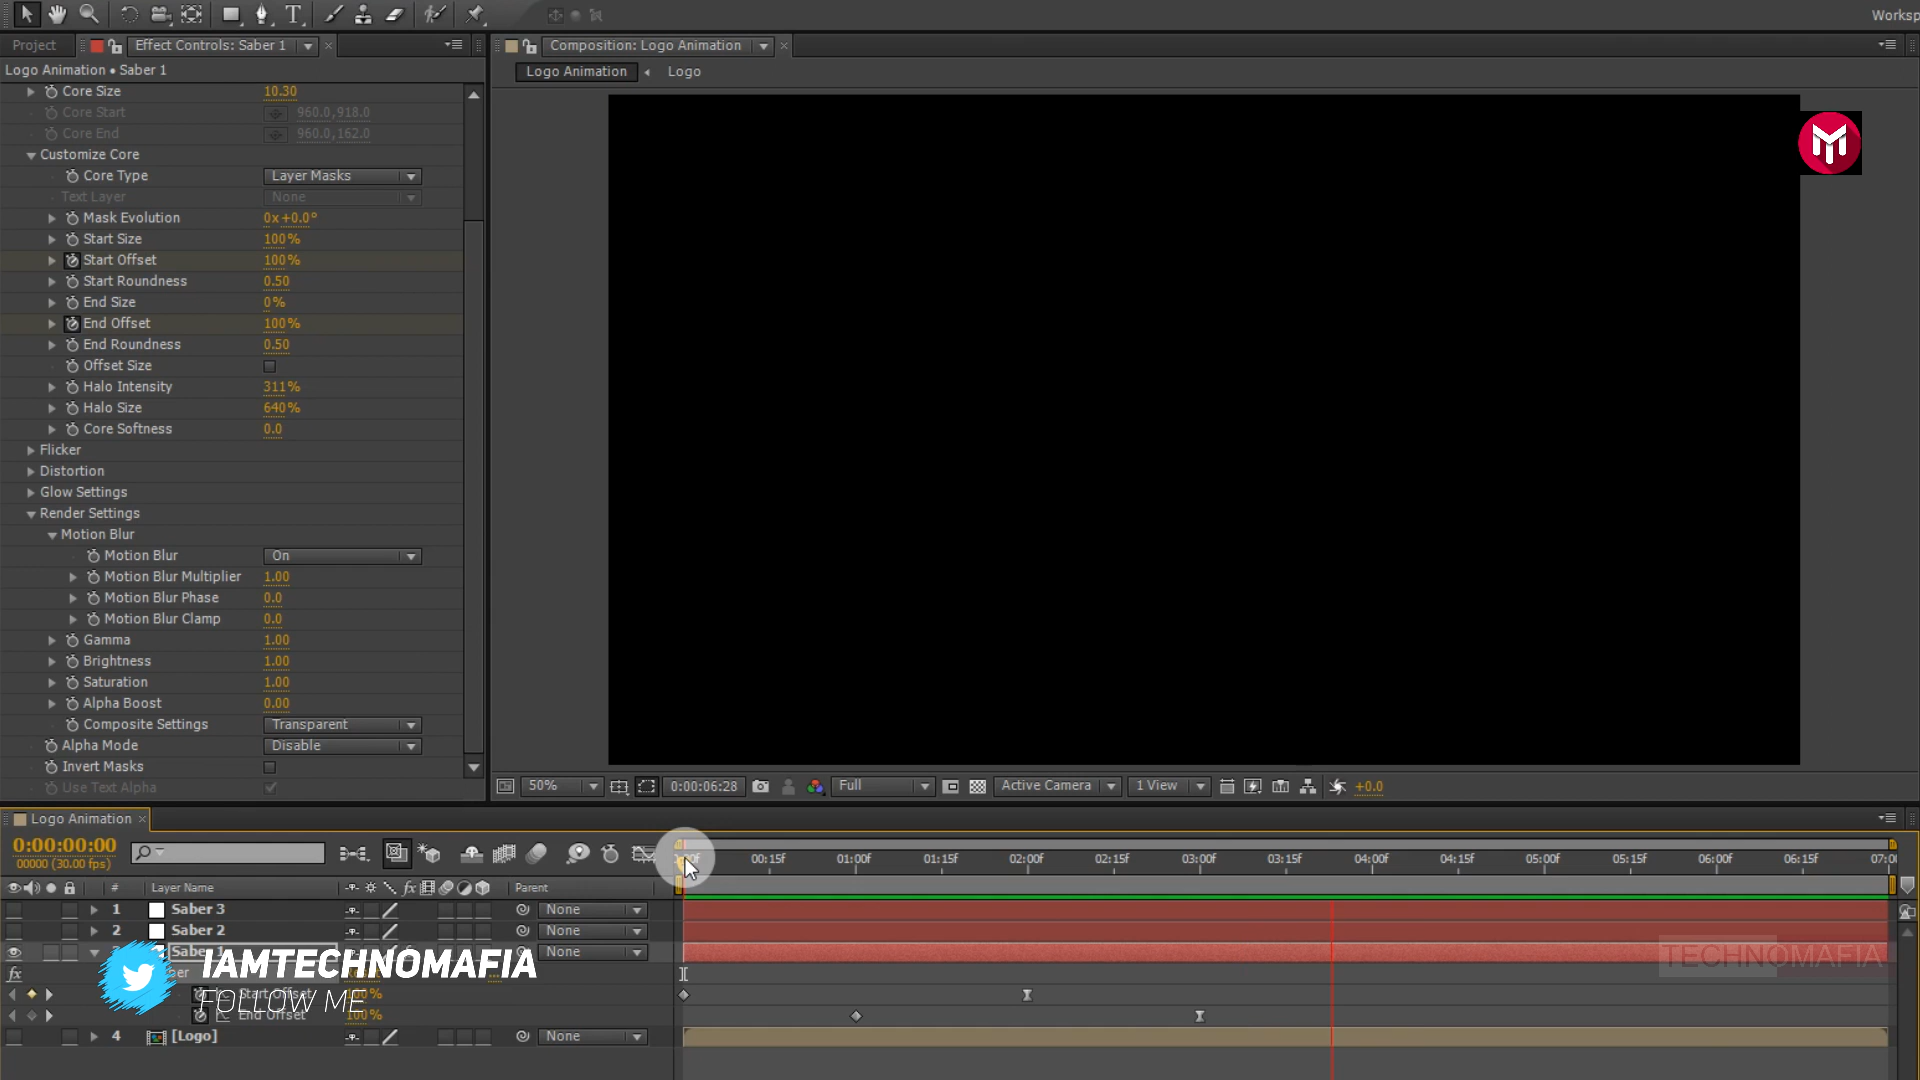 Worksp
Project
Effect Controls: Saber 1
Composition: Logo Animation
Logo Animation • Saber 1
Logo Animation
Logo
Core Size 10.30
Core Start 960.0,918.0
Core End 960.0,162.0
Customize Core
Core Type Layer Masks
Text Layer None
Mask Evolution 0x+0.0°
Start Size 100%
Start Offset 100%
Start Roundness 0.50
End Size 0%
End Offset 100%
End Roundness 0.50
Offset Size
Halo Intensity 311%
Halo Size 640%
Core Softness 0.0
Flicker
Distortion
Glow Settings
Render Settings
Motion Blur
Motion Blur On
Motion Blur Multiplier 1.00
Motion Blur Phase 0.0
Motion Blur Clamp 0.0
Gamma 1.00
Brightness 1.00
Saturation 1.00
Alpha Boost 0.00
Composite Settings Transparent
Alpha Mode Disable
Invert Masks
Use Text Alpha
50% 0:00:06:28 Full Active Camera 1 View +0.0
Logo Animation
0:00:00:00
00000 (30.00 fps)
00:15f 01:00f 01:15f 02:00f 02:15f 03:00f 03:15f 04:00f 04:15f 05:00f 05:15f 06:00f 06:15f 07:00
# Layer Name fx Parent
1 Saber 3 None
2 Saber 2 None
Saber 1 None
fx
Start Offset 100%
End Offset 100%
4 [Logo] None
IAMTECHNOMAFIA
FOLLOW ME
TECHNOMAFIA